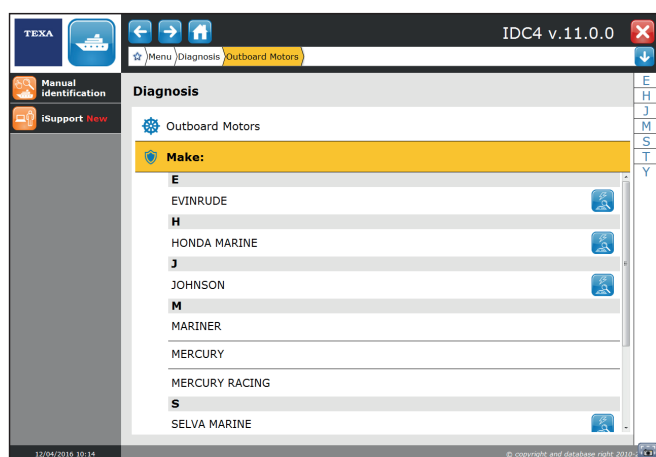 TEXA
IDC4 v.11.0.0
Menu Diagnosis Outboard Motors
Manual identification
iSupport New
Diagnosis
Outboard Motors
Make:
E
EVINRUDE
H
HONDA MARINE
J
JOHNSON
M
MARINER
MERCURY
MERCURY RACING
S
SELVA MARINE
E
H
J
M
S
T
Y
12/04/2016 10:14
© copyright and database right 2010-